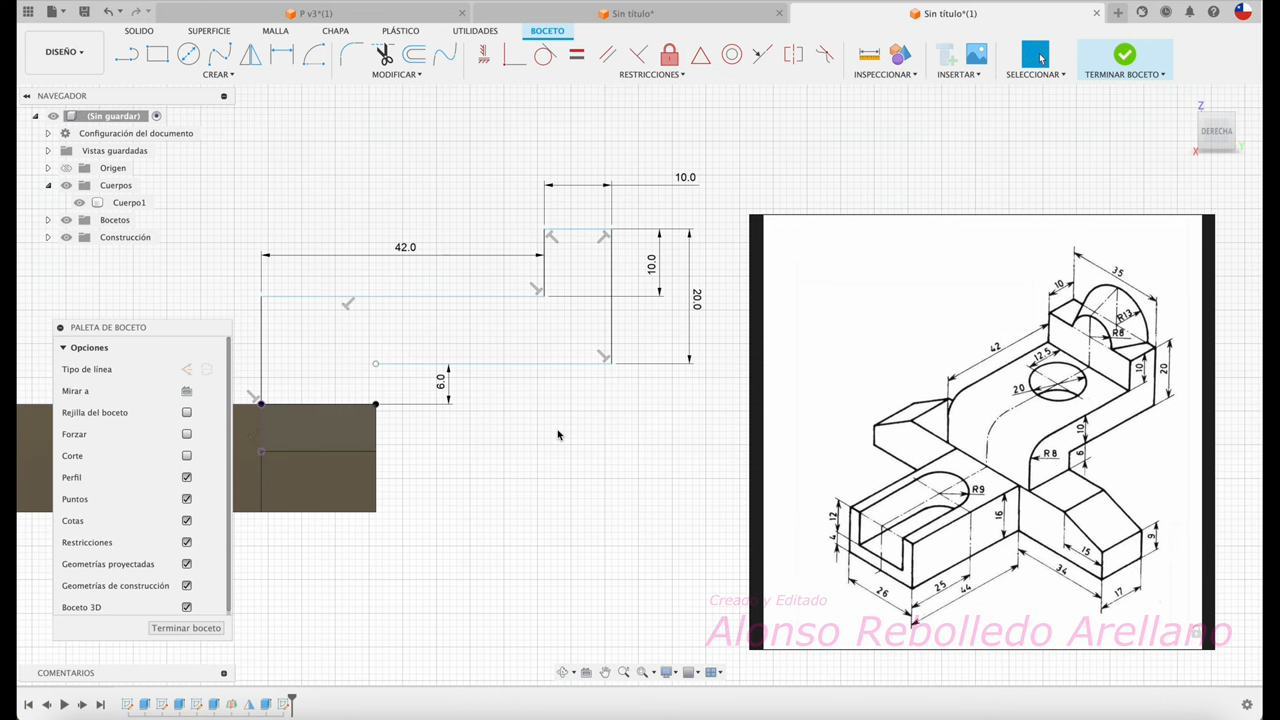 P v3*(1)
Sin título*
Sin título*(1)
DISEÑO
SÓLIDO
SUPERFICIE
MALLA
CHAPA
PLÁSTICO
UTILIDADES
BOCETO
CREAR
MODIFICAR
RESTRICCIONES
INSPECCIONAR
INSERTAR
SELECCIONAR
TERMINAR BOCETO
NAVEGADOR
(Sin guardar)
Configuración del documento
Vistas guardadas
Origen
Cuerpos
Cuerpo1
Bocetos
Construcción
Z
DERECHA
X
Y
10.0
42.0
10.0
20.0
6.0
PALETA DE BOCETO
Opciones
Tipo de línea
Mirar a
Rejilla del boceto
Forzar
Corte
Perfil
Puntos
Cotas
Restricciones
Geometrías proyectadas
Geometrías de construcción
Boceto 3D
Terminar boceto
35
10
R13
R8
42
12.5
10
20
20
10
R8
6
R9
12
16
4
9
15
34
25
44
26
17
Creado y Editado
Alonso Rebolledo Arellano
COMENTARIOS